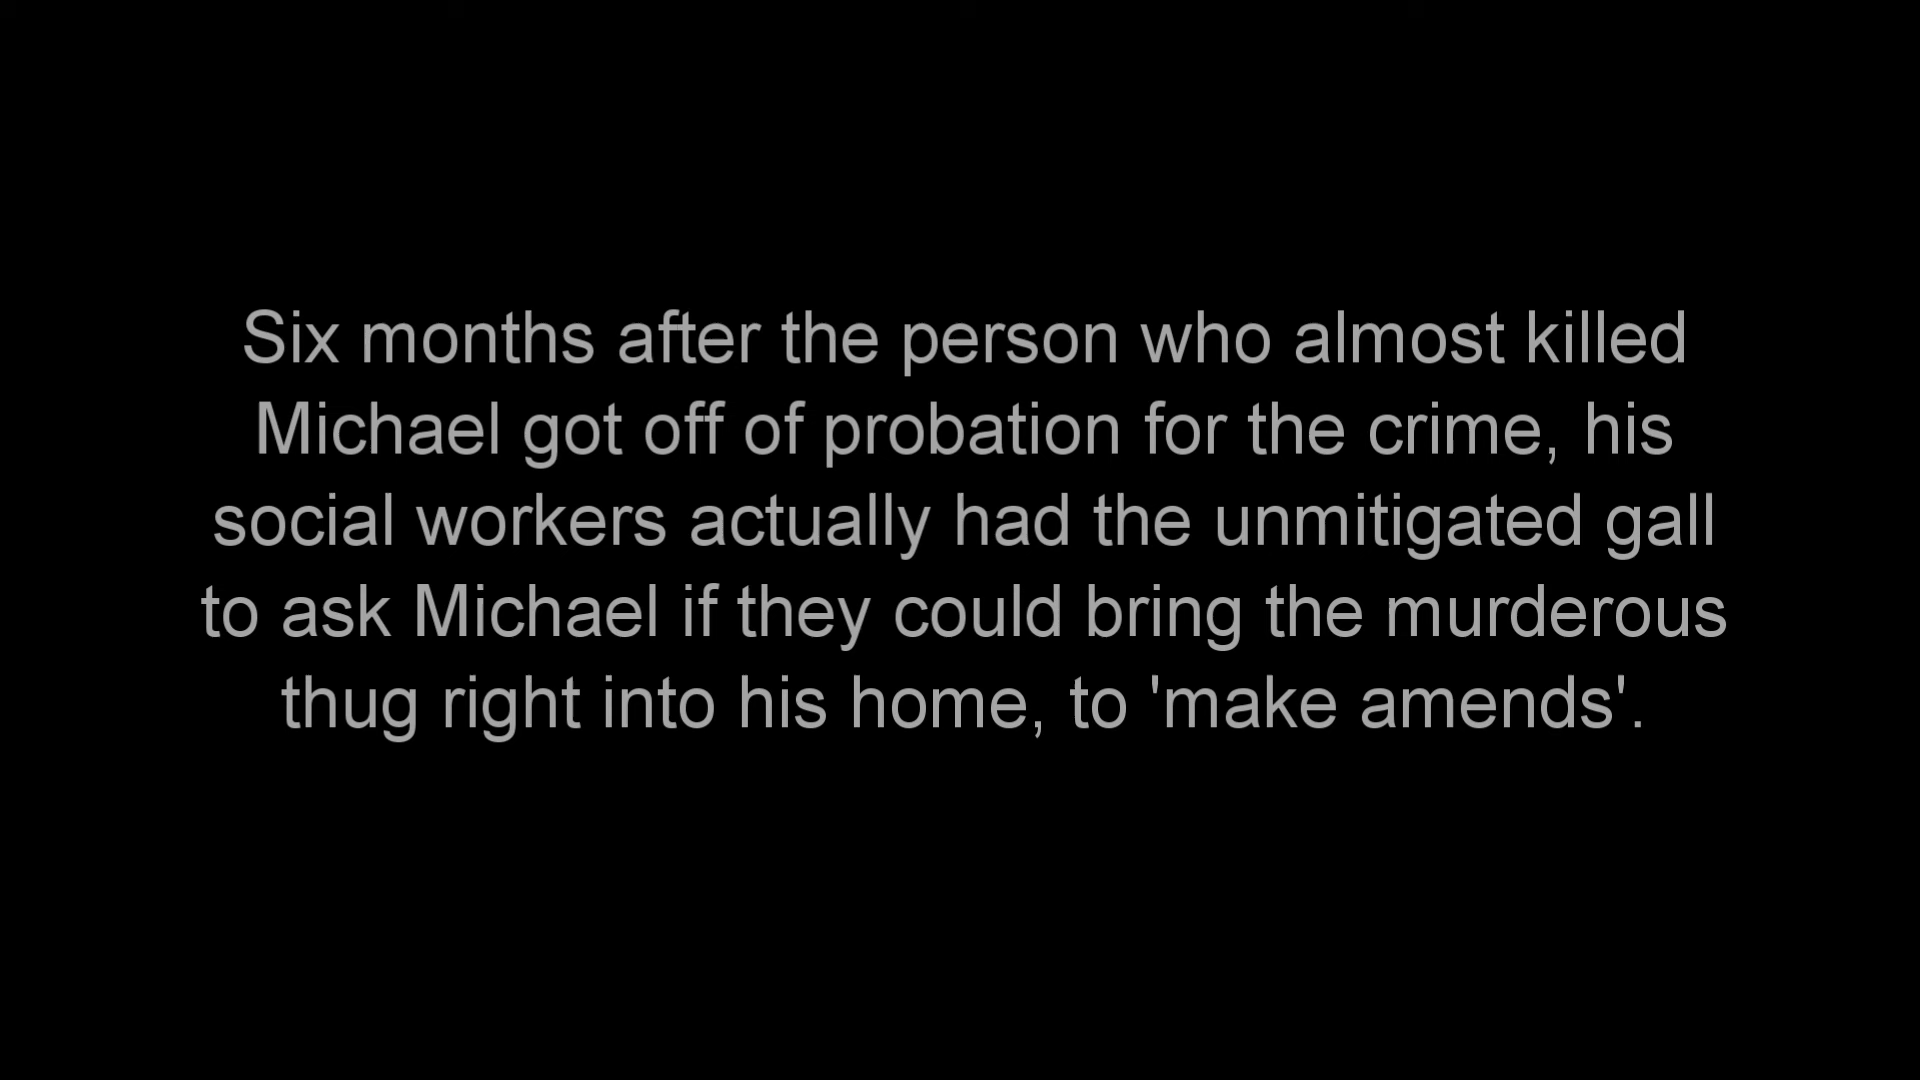 Six months after the person who almost killed
Michael got off of probation for the crime, his
social workers actually had the unmitigated gall
to ask Michael if they could bring the murderous
thug right into his home, to 'make amends'.